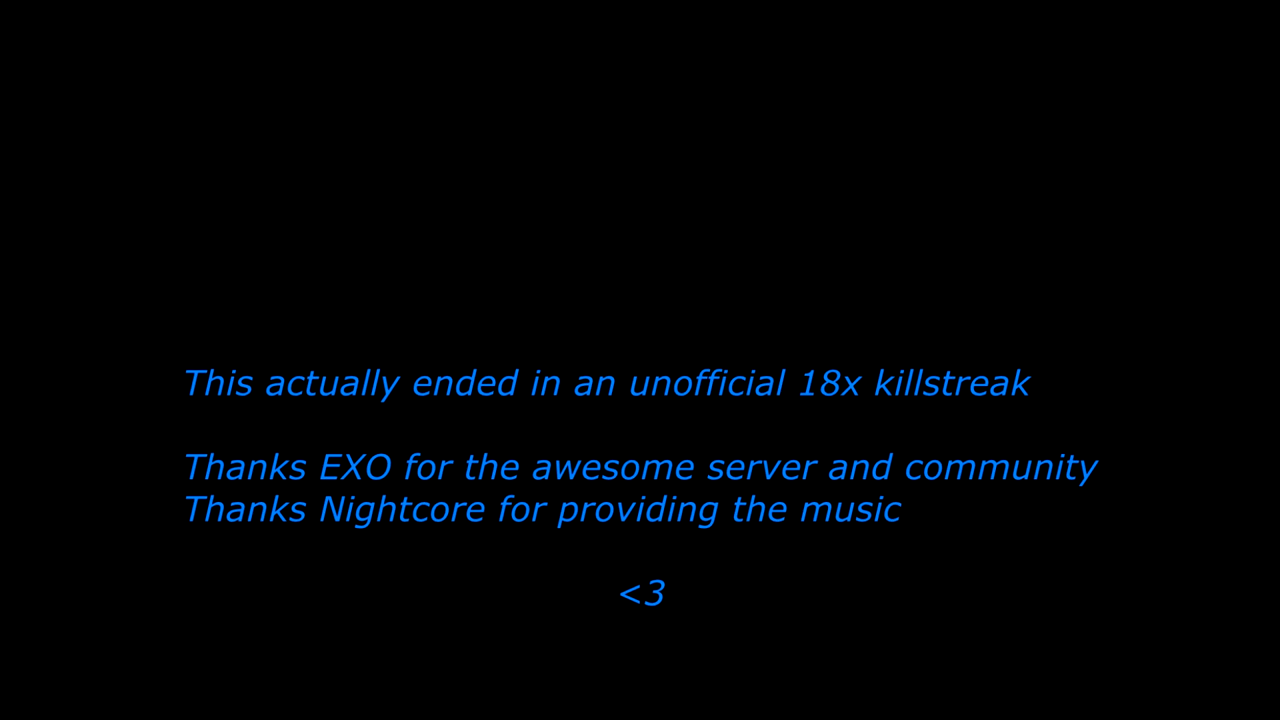 This actually ended in an unofficial 18x killstreak
Thanks EXO for the awesome server and community
Thanks Nightcore for providing the music
<3